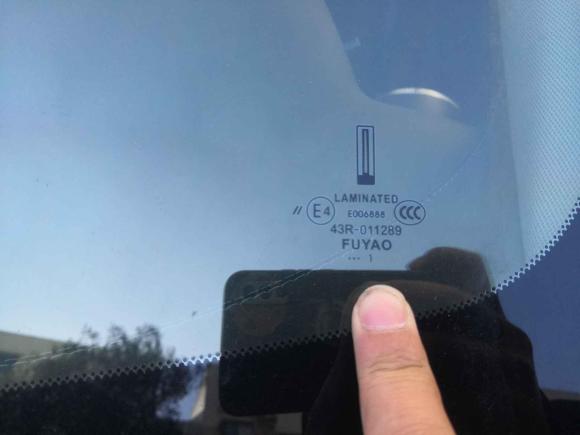 LAMINATED
// E4 E006888 CCC
43R-011289
FUYAO
••• 1